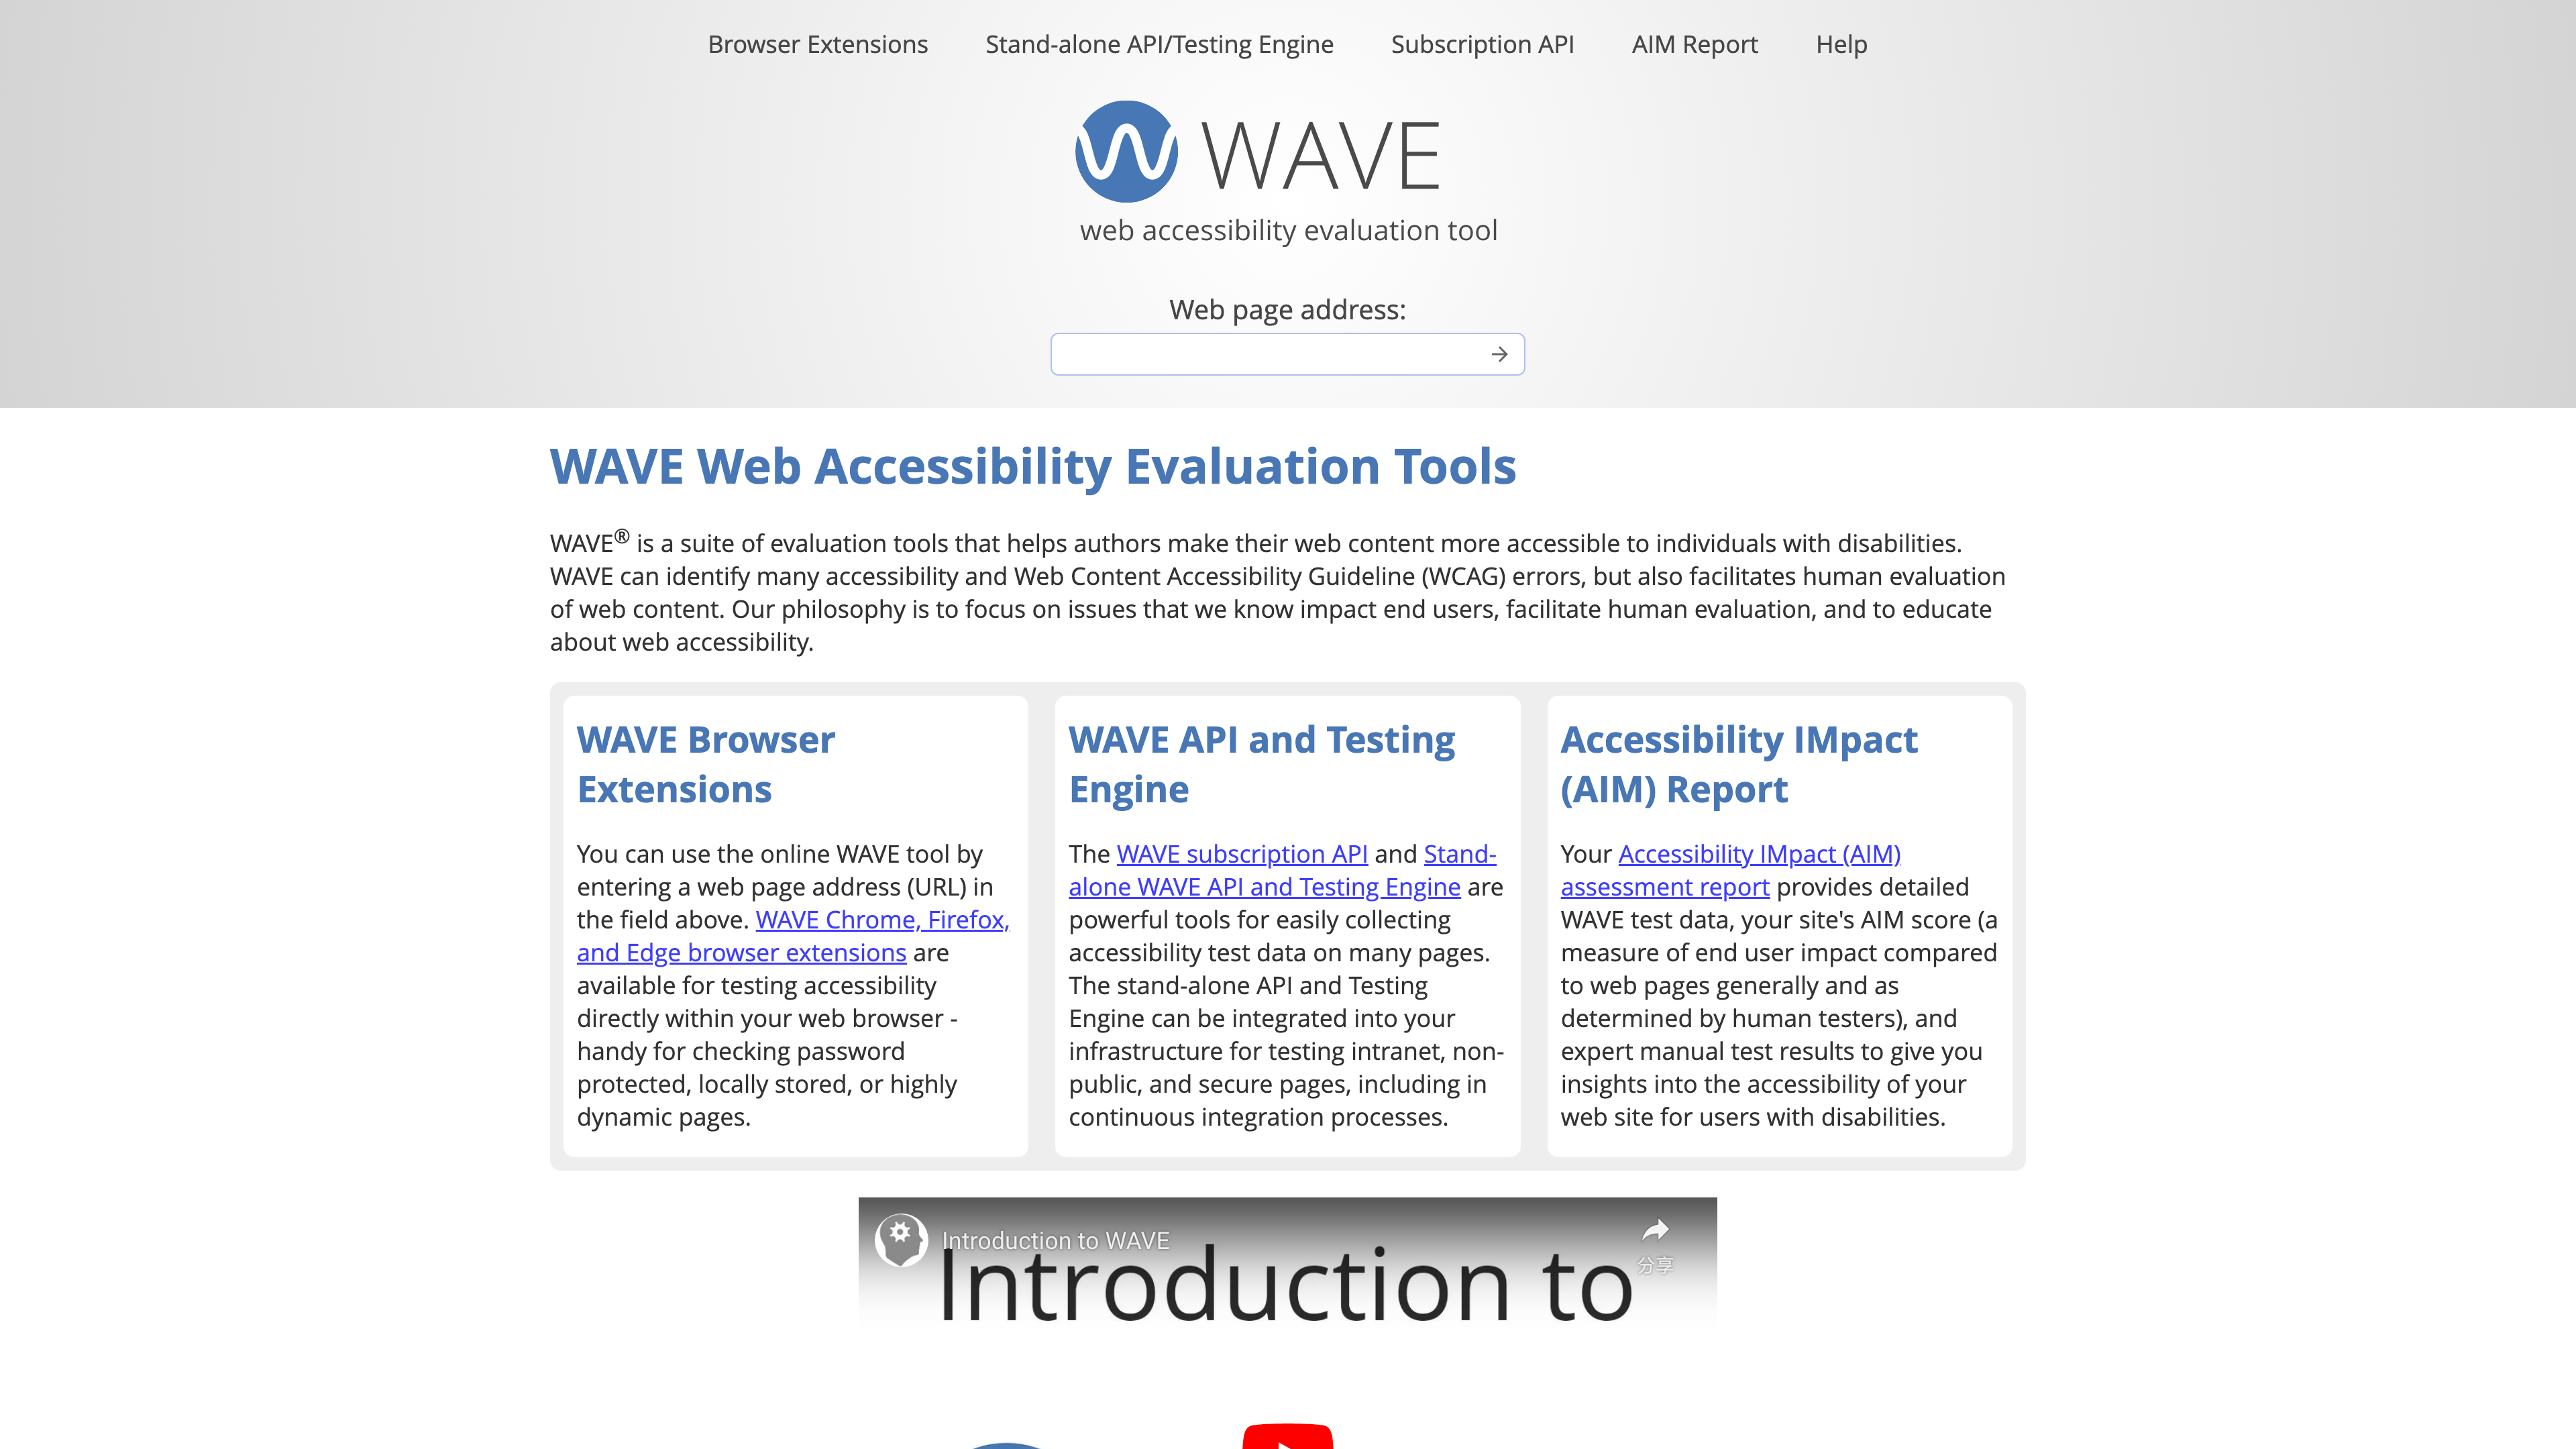 Browser Extensions Stand-alone API/Testing Engine Subscription API AIM Report Help
WAVE
web accessibility evaluation tool
Web page address:
WAVE Web Accessibility Evaluation Tools
WAVE® is a suite of evaluation tools that helps authors make their web content more accessible to individuals with disabilities.
WAVE can identify many accessibility and Web Content Accessibility Guideline (WCAG) errors, but also facilitates human evaluation
of web content. Our philosophy is to focus on issues that we know impact end users, facilitate human evaluation, and to educate
about web accessibility.
WAVE Browser
Extensions
You can use the online WAVE tool by
entering a web page address (URL) in
the field above. WAVE Chrome, Firefox,
and Edge browser extensions are
available for testing accessibility
directly within your web browser -
handy for checking password
protected, locally stored, or highly
dynamic pages.
WAVE API and Testing
Engine
The WAVE subscription API and Stand-
alone WAVE API and Testing Engine are
powerful tools for easily collecting
accessibility test data on many pages.
The stand-alone API and Testing
Engine can be integrated into your
infrastructure for testing intranet, non-
public, and secure pages, including in
continuous integration processes.
Accessibility IMpact
(AIM) Report
Your Accessibility IMpact (AIM)
assessment report provides detailed
WAVE test data, your site's AIM score (a
measure of end user impact compared
to web pages generally and as
determined by human testers), and
expert manual test results to give you
insights into the accessibility of your
web site for users with disabilities.
Introduction to WAVE
分享
Introduction to